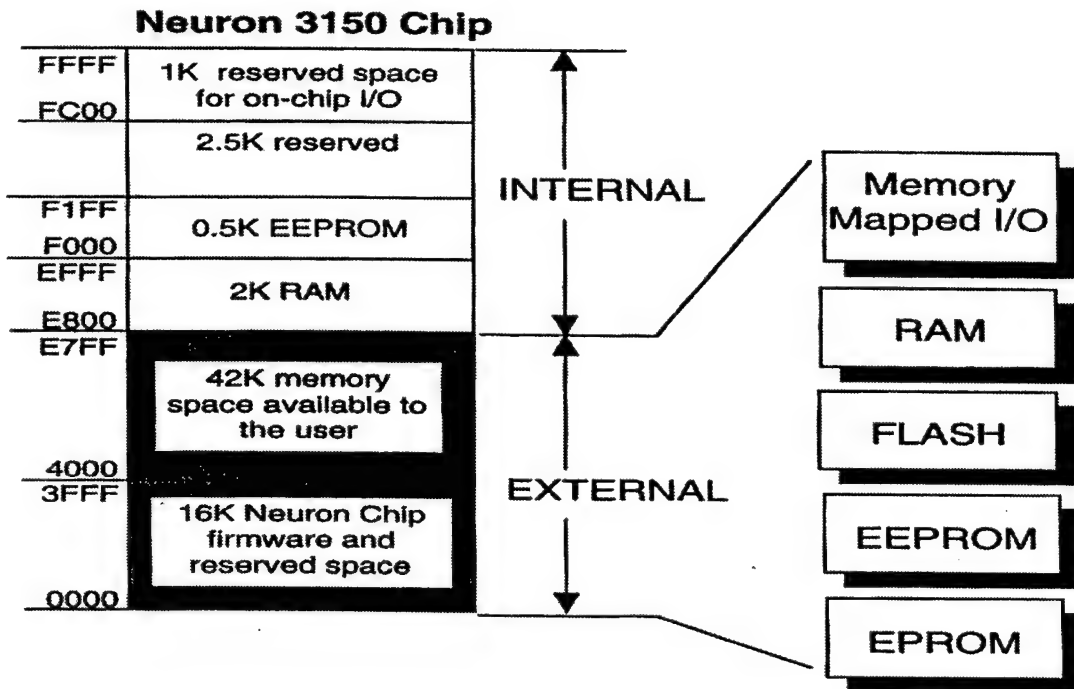 Neuron 3150 Chip
FFFF
1K reserved space
for on-chip I/O
FC00
2.5K reserved
F1FF
0.5K EEPROM
F000
EFFF
2K RAM
E800
E7FF
42K memory
space available to
the user
4000
3FFF
16K Neuron Chip
firmware and
reserved space
0000
INTERNAL
EXTERNAL
Memory
Mapped I/O
RAM
FLASH
EEPROM
EPROM